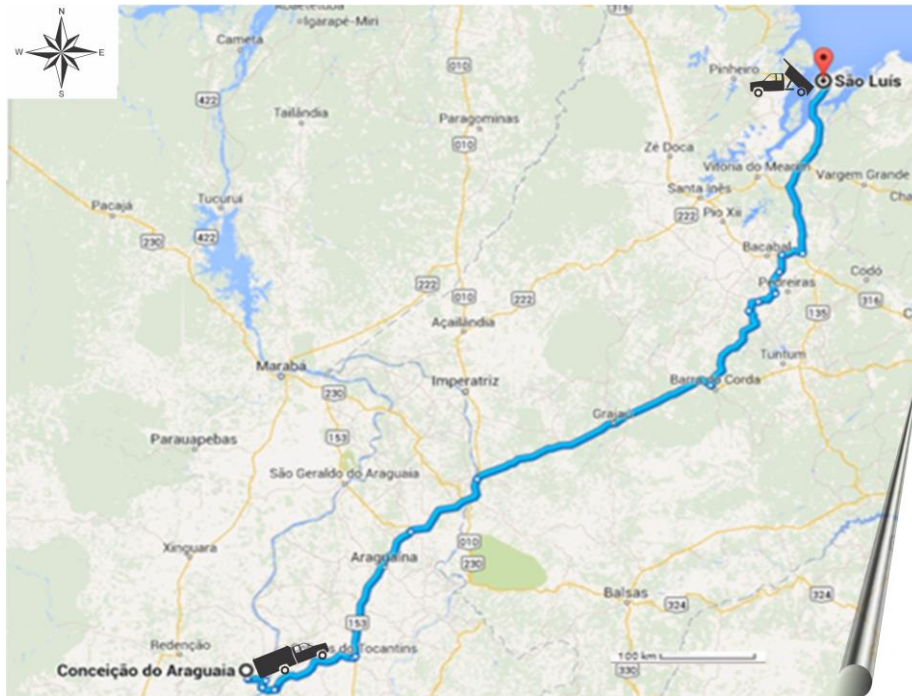 N
W
E
S
Abaetetuba
Igarapé-Miri
Cametá
422
Tailândia
010
Paragominas
316
Pinheiro
São Luís
Zé Doca
Vitória do Mearim
Vargem Grande
Santa Inês
222
Pio XII
Pacajá
Tucuruí
230
422
010
Bacabal
Codó
316
Pedreiras
222
010
222
Açailândia
135
Tuntum
Marabá
Imperatriz
Barra do Corda
230
Grajaú
153
Parauapebas
São Geraldo do Araguaia
Xinguara
Araguaína
010
230
Balsas
324
324
153
Redenção
s do Tocantins
100 km
Conceição do Araguaia
330